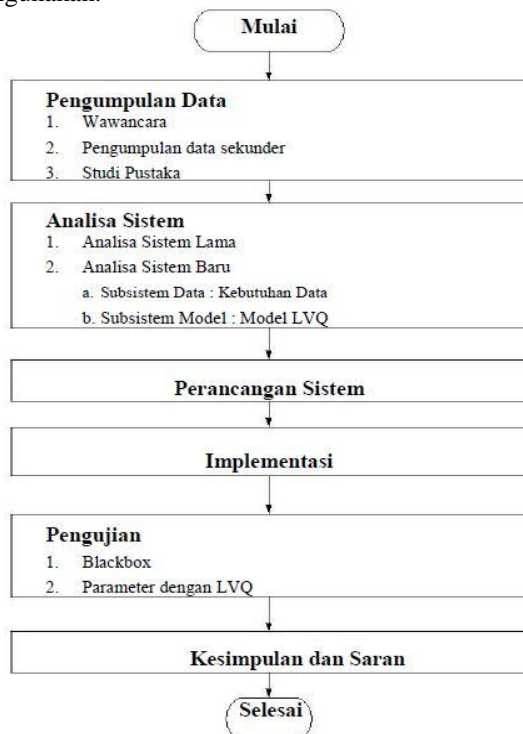 Mulai
Pengumpulan Data
1. Wawancara
2. Pengumpulan data sekunder
3. Studi Pustaka
Analisa Sistem
1. Analisa Sistem Lama
2. Analisa Sistem Baru
a. Subsistem Data : Kebutuhan Data
b. Subsistem Model : Model LVQ
Perancangan Sistem
Implementasi
Pengujian
1. Blackbox
2. Parameter dengan LVQ
Kesimpulan dan Saran
Selesai